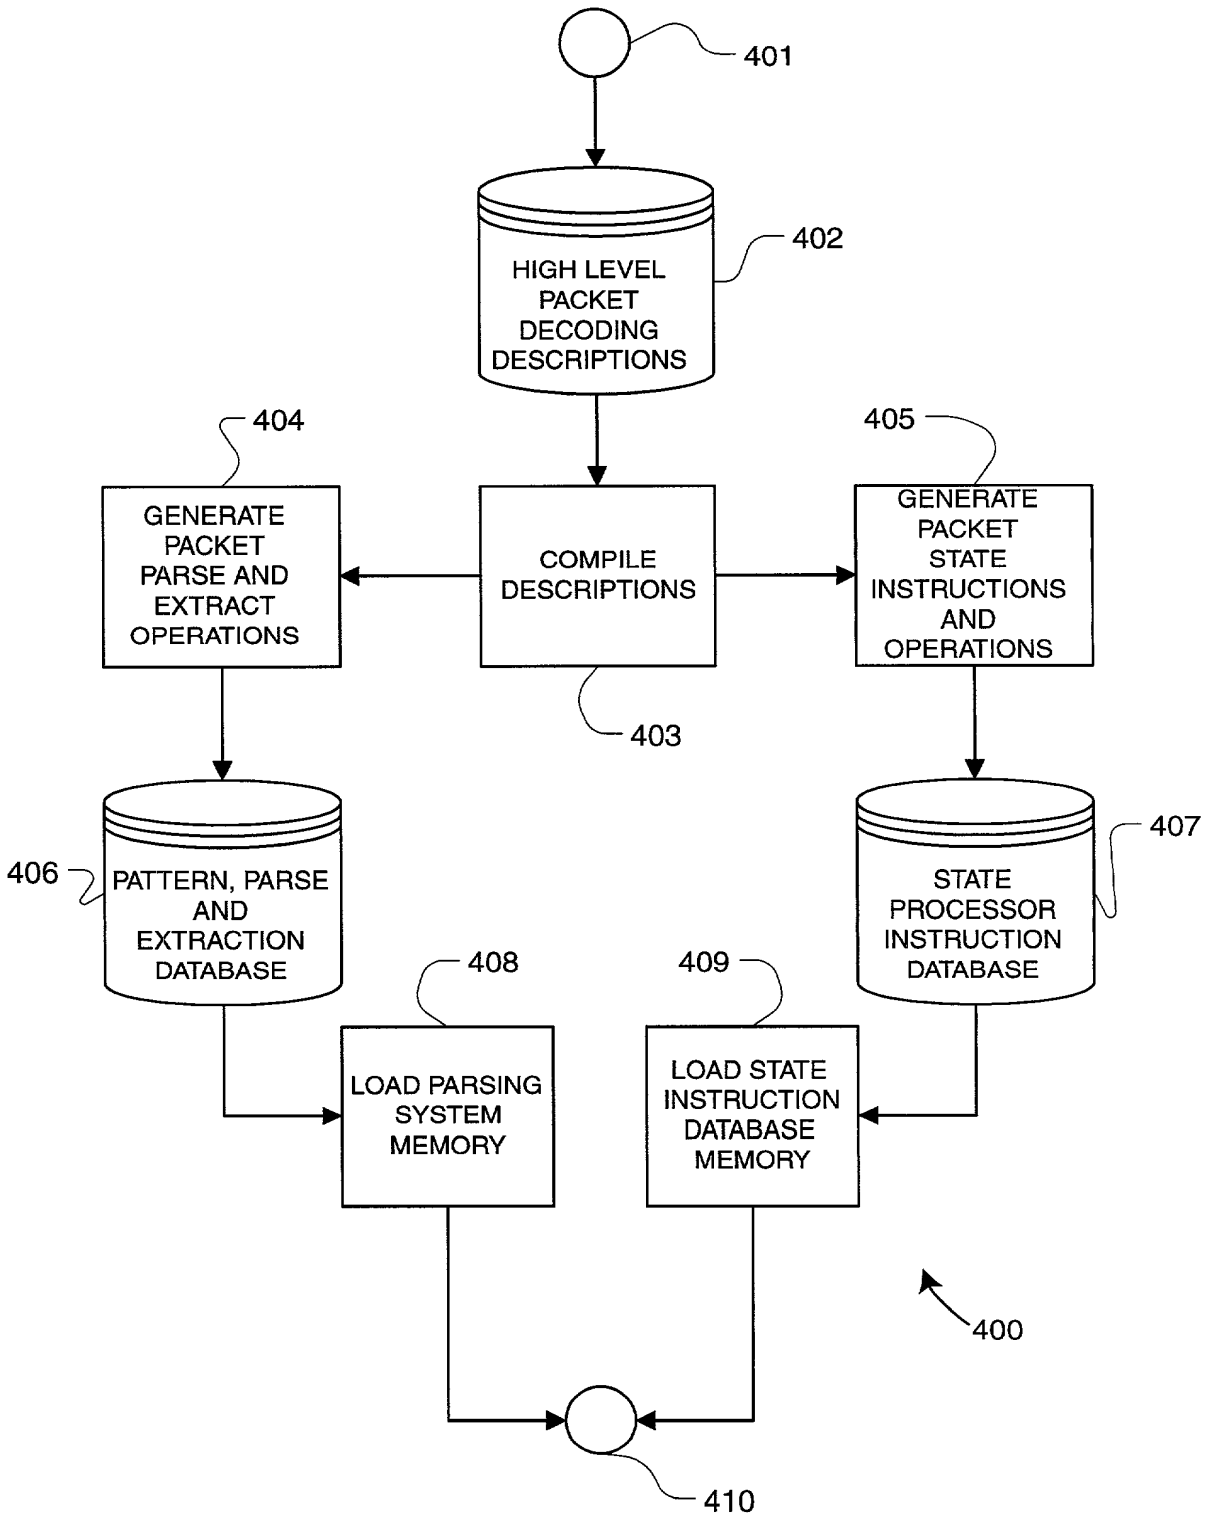 401
402
HIGH LEVEL
PACKET
DECODING
DESCRIPTIONS
404
405
GENERATE
PACKET
PARSE AND
EXTRACT
OPERATIONS
COMPILE
DESCRIPTIONS
GENERATE
PACKET
STATE
INSTRUCTIONS
AND
OPERATIONS
403
406
PATTERN, PARSE
AND
EXTRACTION
DATABASE
407
STATE
PROCESSOR
INSTRUCTION
DATABASE
408
409
LOAD PARSING
SYSTEM
MEMORY
LOAD STATE
INSTRUCTION
DATABASE
MEMORY
400
410